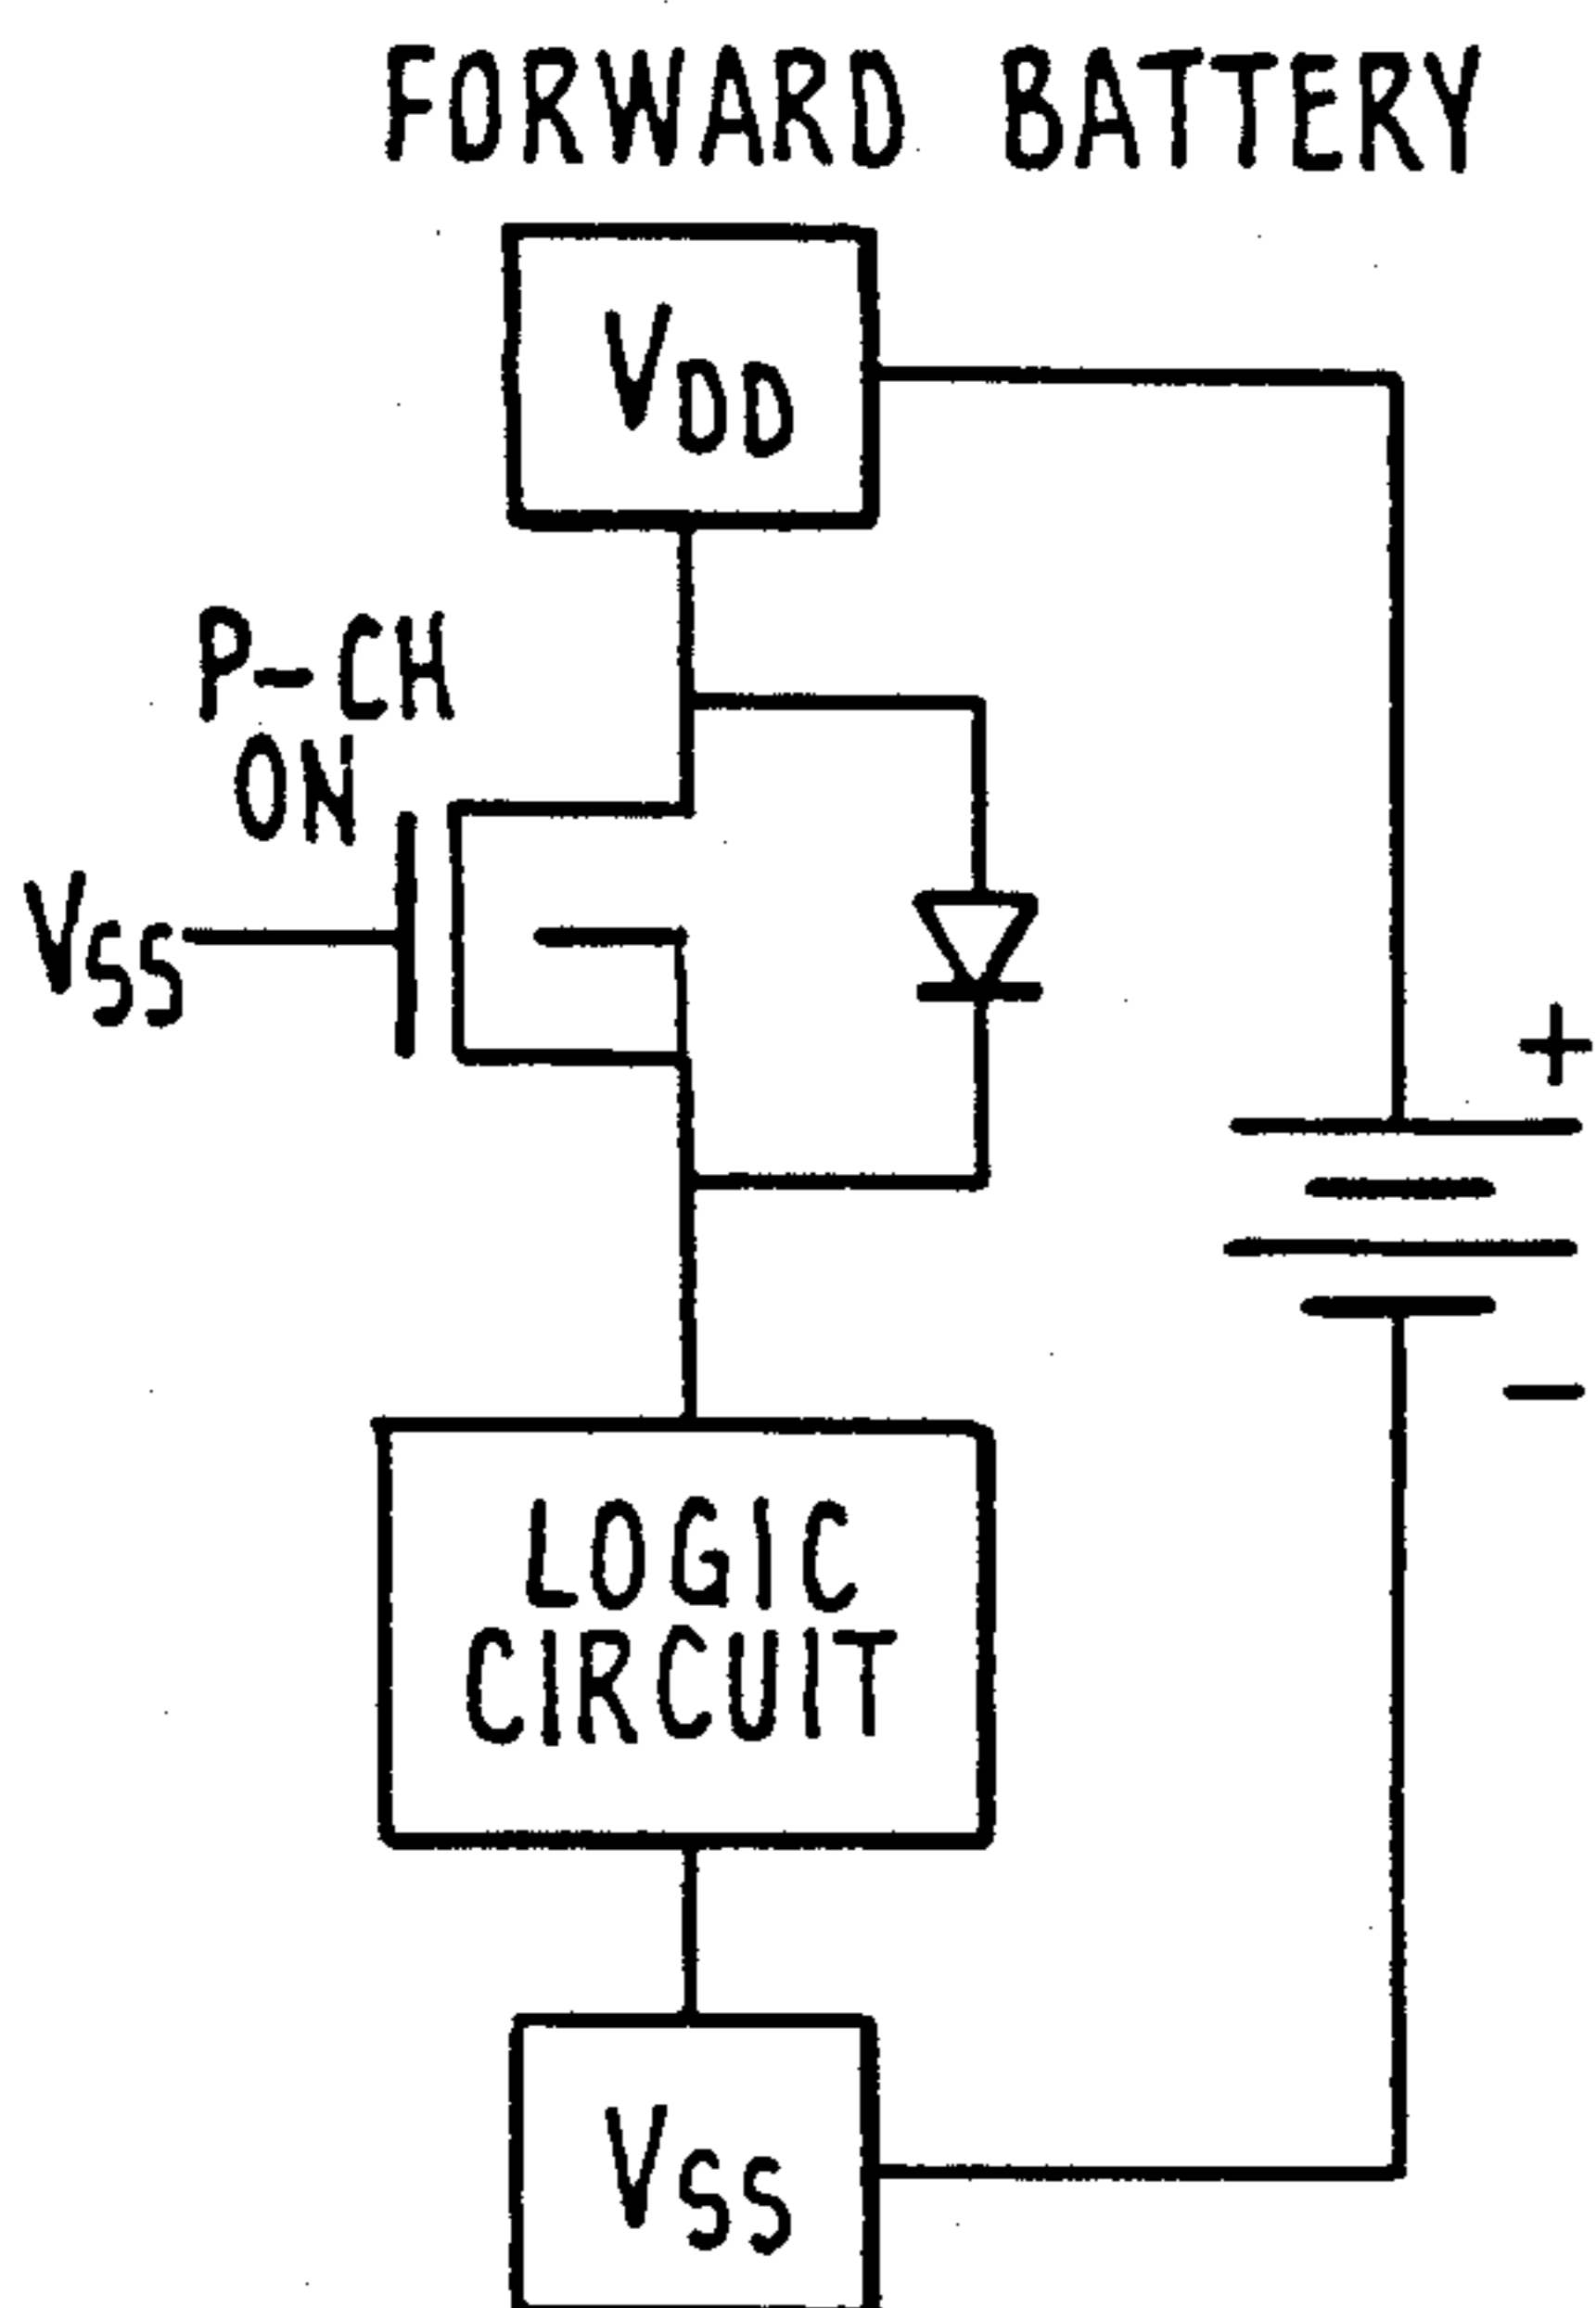 FORWARD BATTERY
VDD
P-CH
ON
VSS
+
−
LOGIC
CIRCUIT
VSS